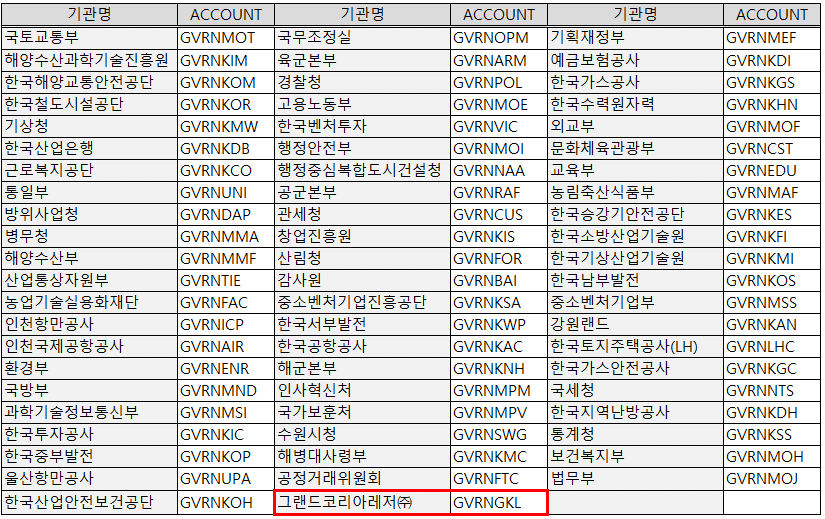 기관명 ACCOUNT 기관명 ACCOUNT 기관명 ACCOUNT
국토교통부 GVRNMOT 국무조정실 GVRNOPM 기획재정부 GVRNMEF
해양수산과학기술진흥원 GVRNKIM 육군본부 GVRNARM 예금보험공사 GVRNKDI
한국해양교통안전공단 GVRNKOM 경찰청 GVRNPOL 한국가스공사 GVRNKGS
한국철도시설공단 GVRNKOR 고용노동부 GVRNMOE 한국수력원자력 GVRNKHN
기상청 GVRNKMW 한국벤처투자 GVRNVIC 외교부 GVRNMOF
한국산업은행 GVRNKDB 행정안전부 GVRNMOI 문화체육관광부 GVRNCST
근로복지공단 GVRNKCO 행정중심복합도시건설청 GVRNNAA 교육부 GVRNEDU
통일부 GVRNUNI 공군본부 GVRNRAF 농림축산식품부 GVRNMAF
방위사업청 GVRNDAP 관세청 GVRNCUS 한국승강기안전공단 GVRNKES
병무청 GVRNMMA 창업진흥원 GVRNKIS 한국소방산업기술원 GVRNKFI
해양수산부 GVRNMMF 산림청 GVRNFOR 한국기상산업기술원 GVRNKMI
산업통상자원부 GVRNTIE 감사원 GVRNBAI 한국남부발전 GVRNKOS
농업기술실용화재단 GVRNFAC 중소벤처기업진흥공단 GVRNKSA 중소벤처기업부 GVRNMSS
인천항만공사 GVRNICP 한국서부발전 GVRNKWP 강원랜드 GVRNKAN
인천국제공항공사 GVRNAIR 한국공항공사 GVRNKAC 한국토지주택공사(LH) GVRNLHC
환경부 GVRNENR 해군본부 GVRNKNH 한국가스안전공사 GVRNKGC
국방부 GVRNMND 인사혁신처 GVRNMPM 국세청 GVRNNTS
과학기술정보통신부 GVRNMSI 국가보훈처 GVRNMPV 한국지역난방공사 GVRNKDH
한국투자공사 GVRNKIC 수원시청 GVRNSWG 통계청 GVRNKSS
한국중부발전 GVRNKOP 해병대사령부 GVRNKMC 보건복지부 GVRNMOH
울산항만공사 GVRNUPA 공정거래위원회 GVRNFTC 법무부 GVRNMOJ
한국산업안전보건공단 GVRNKOH 그랜드코리아레저㈜ GVRNGKL